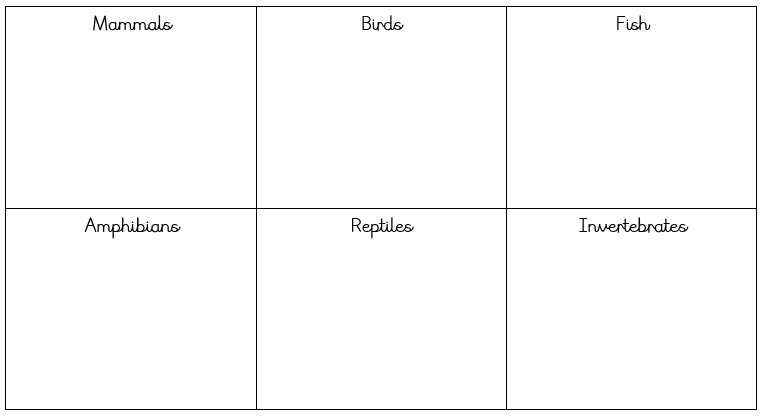 Mammals
Birds
Fish
Amphibians
Reptiles
Invertebrates